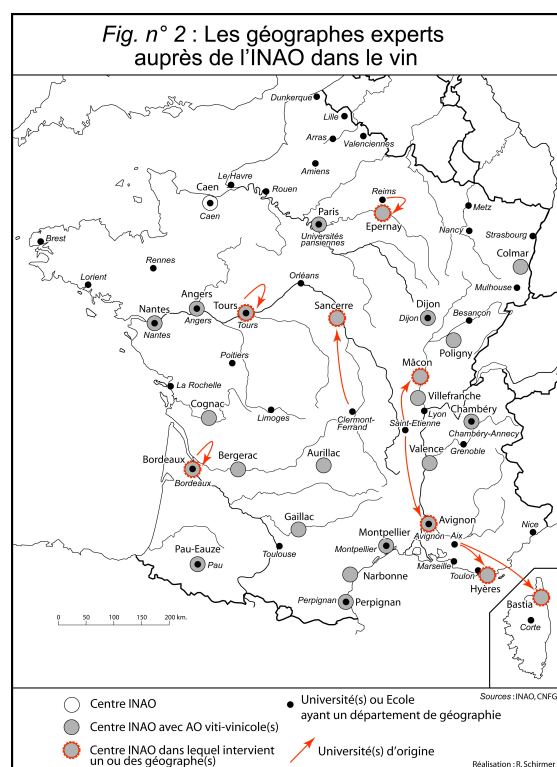 Fig. n° 2 : Les géographes experts
auprès de l'INAO dans le vin
Dunkerque
Lille
Arras
Valenciennes
Amiens
Le Havre
Rouen
Caen
Caen
Reims
Epernay
Paris
Universités
parisiennes
Metz
Nancy
Strasbourg
Colmar
Mulhouse
Brest
Rennes
Lorient
Orléans
Angers
Angers
Tours
Tours
Nantes
Nantes
Sancerre
Dijon
Dijon
Besançon
Poligny
Poitiers
Mâcon
La Rochelle
Villefranche
Cognac
Limoges
Clermont-
Ferrand
Lyon
Saint-Etienne
Chambéry
Chambéry-Annecy
Grenoble
Valence
Bordeaux
Bordeaux
Bergerac
Aurillac
Gaillac
Toulouse
Avignon
Avignon
Aix
Nice
Montpellier
Montpellier
Marseille
Toulon
Hyères
Pau-Eauze
Pau
Narbonne
Perpignan
Perpignan
Bastia
Corte
0 50 100 150 200 km.
Centre INAO
Centre INAO avec AO viti-vinicole(s)
Centre INAO dans lequel intervient
un ou des géographe(s)
Université(s) ou Ecole
ayant un département de géographie
Université(s) d'origine
Sources : INAO, CNFG
Réalisation : R. Schirmer